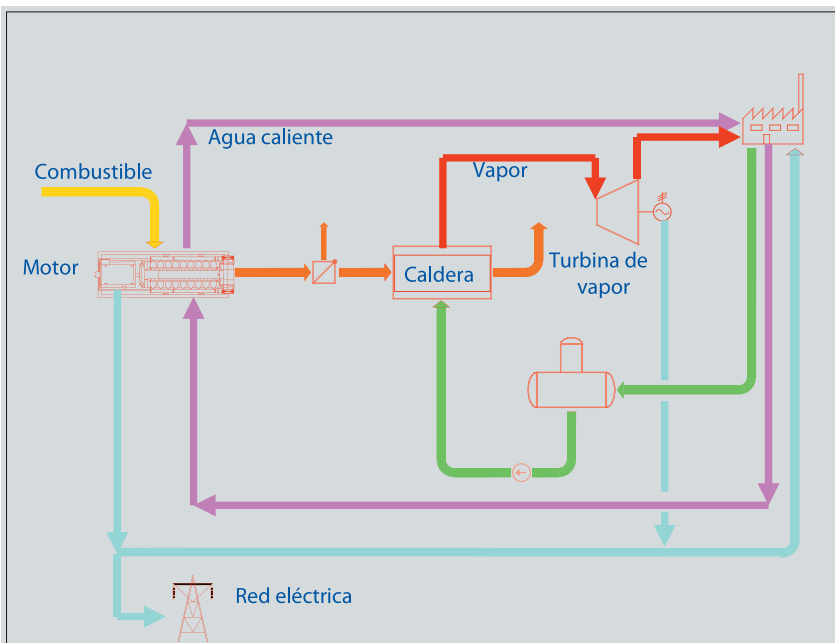 Agua caliente
Combustible
Vapor
Motor
Caldera
Turbina de
vapor
Red eléctrica